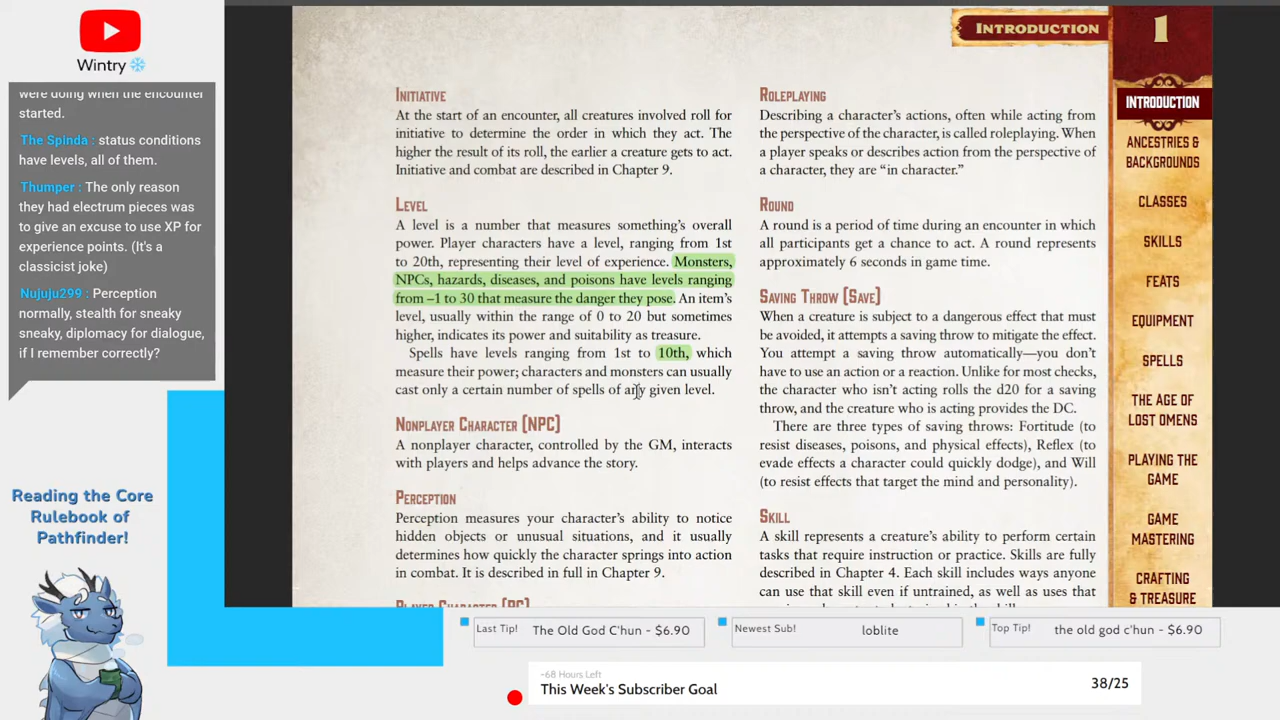 Wintry
were doing when the encounter
started.
The Spinda : status conditions
have levels, all of them.
Thumper : The only reason
they had electrum pieces was
to give an excuse to use XP for
experience points. (It's a
classicist joke)
Nujuju299 : Perception
normally, stealth for sneaky
sneaky, diplomacy for dialogue,
if I remember correctly?
Reading the Core
Rulebook of
Pathfinder!
INTRODUCTION
1
INITIATIVE
At the start of an encounter, all creatures involved roll for
initiative to determine the order in which they act. The
higher the result of its roll, the earlier a creature gets to act.
Initiative and combat are described in Chapter 9.
LEVEL
A level is a number that measures something's overall
power. Player characters have a level, ranging from 1st
to 20th, representing their level of experience. Monsters,
NPCs, hazards, diseases, and poisons have levels ranging
from –1 to 30 that measure the danger they pose. An item's
level, usually within the range of 0 to 20 but sometimes
higher, indicates its power and suitability as treasure.
Spells have levels ranging from 1st to 10th, which
measure their power; characters and monsters can usually
cast only a certain number of spells of any given level.
NONPLAYER CHARACTER (NPC)
A nonplayer character, controlled by the GM, interacts
with players and helps advance the story.
PERCEPTION
Perception measures your character's ability to notice
hidden objects or unusual situations, and it usually
determines how quickly the character springs into action
in combat. It is described in full in Chapter 9.
PLAYER CHARACTER (PC)
ROLEPLAYING
Describing a character's actions, often while acting from
the perspective of the character, is called roleplaying. When
a player speaks or describes action from the perspective of
a character, they are “in character.”
ROUND
A round is a period of time during an encounter in which
all participants get a chance to act. A round represents
approximately 6 seconds in game time.
SAVING THROW (SAVE)
When a creature is subject to a dangerous effect that must
be avoided, it attempts a saving throw to mitigate the effect.
You attempt a saving throw automatically—you don't
have to use an action or a reaction. Unlike for most checks,
the character who isn't acting rolls the d20 for a saving
throw, and the creature who is acting provides the DC.
There are three types of saving throws: Fortitude (to
resist diseases, poisons, and physical effects), Reflex (to
evade effects a character could quickly dodge), and Will
(to resist effects that target the mind and personality).
SKILL
A skill represents a creature's ability to perform certain
tasks that require instruction or practice. Skills are fully
described in Chapter 4. Each skill includes ways anyone
can use that skill even if untrained, as well as uses that
INTRODUCTION
ANCESTRIES &
BACKGROUNDS
CLASSES
SKILLS
FEATS
EQUIPMENT
SPELLS
THE AGE OF
LOST OMENS
PLAYING THE
GAME
GAME
MASTERING
CRAFTING
& TREASURE
Last Tip!
The Old God C'hun - $6.90
Newest Sub!
loblite
Top Tip!
the old god c'hun - $6.90
-68 Hours Left
This Week's Subscriber Goal
38/25